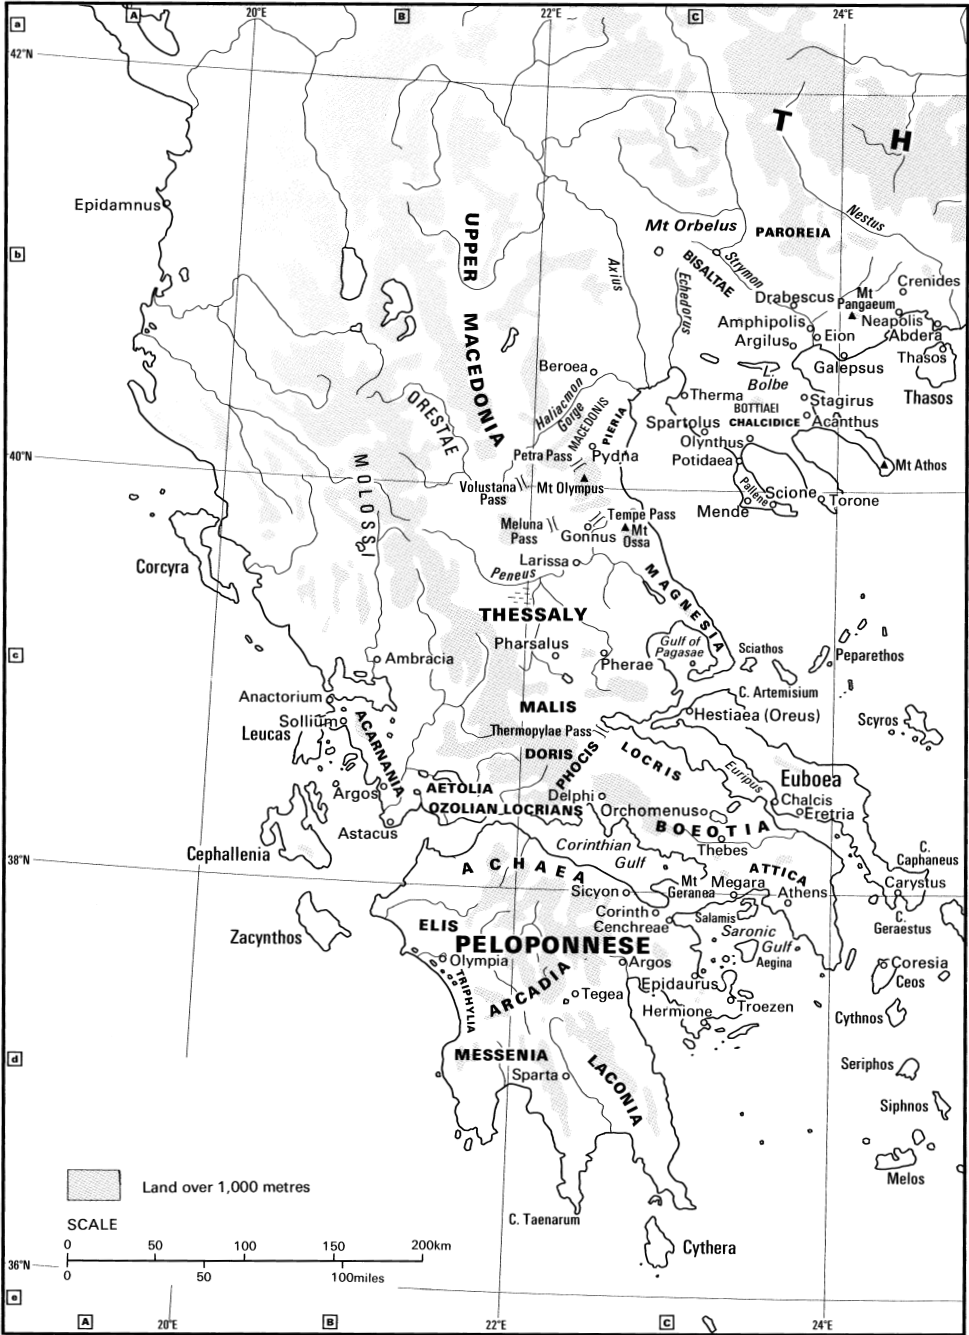 a
A
20°E
B
22°E
C
24°E
42°N
T
H
Epidamnus
b
UPPER MACEDONIA
Mt Orbelus
PAROREIA
Nestus
Axius
Echedorus
BISALTAE
Strymon
Crenides
Drabescus
Mt
Pangaeum
Amphipolis
Neapolis
Argilus
Eion
Abdera
Galepsus
Thasos
Beroea
L.
Bolbe
Thasos
ORESTAE
Haliacmon
Gorge
MACEDONIS
PIERIA
Therma
BOTTIAEI
Stagirus
Spartolus
CHALCIDICE
Acanthus
Olynthus
40°N
MOLOSSI
Petra Pass
Pydna
Potidaea
Mt Athos
Volustana
Pass
Mt Olympus
Pallene
Scione
Torone
Mende
Meluna
Pass
Tempe Pass
Gonnus
Mt
Ossa
Corcyra
Larissa
Peneus
MAGNESIA
THESSALY
c
Ambracia
Pharsalus
Pherae
Gulf of
Pagasae
Sciathos
Peparethos
C. Artemisium
Anactorium
Sollium
Leucas
ACARNANIA
MALIS
Hestiaea (Oreus)
Scyros
Thermopylae Pass
DORIS
PHOCIS
LOCRIS
Euripus
Euboea
Argos
AETOLIA
Delphi
Chalcis
OZOLIAN LOCRIANS
Orchomenus
Eretria
Astacus
BOEOTIA
Cephallenia
Corinthian
Gulf
Thebes
38°N
ACHAEA
ATTICA
C.
Caphaneus
Sicyon
Mt
Geranea
Megara
Athens
Carystus
Zacynthos
ELIS
Corinth
Cenchreae
Salamis
C.
Geraestus
PELOPONNESE
Saronic
Gulf
Olympia
Argos
Aegina
Coresia
Ceos
TRIPHYLIA
ARCADIA
Tegea
Epidaurus
Hermione
Troezen
Cythnos
d
MESSENIA
Sparta
LACONIA
Seriphos
Siphnos
Melos
Land over 1,000 metres
SCALE
0 50 100 150 200km
0 50 100miles
C. Taenarum
Cythera
36°N
e
A
20°E
B
22°E
C
24°E